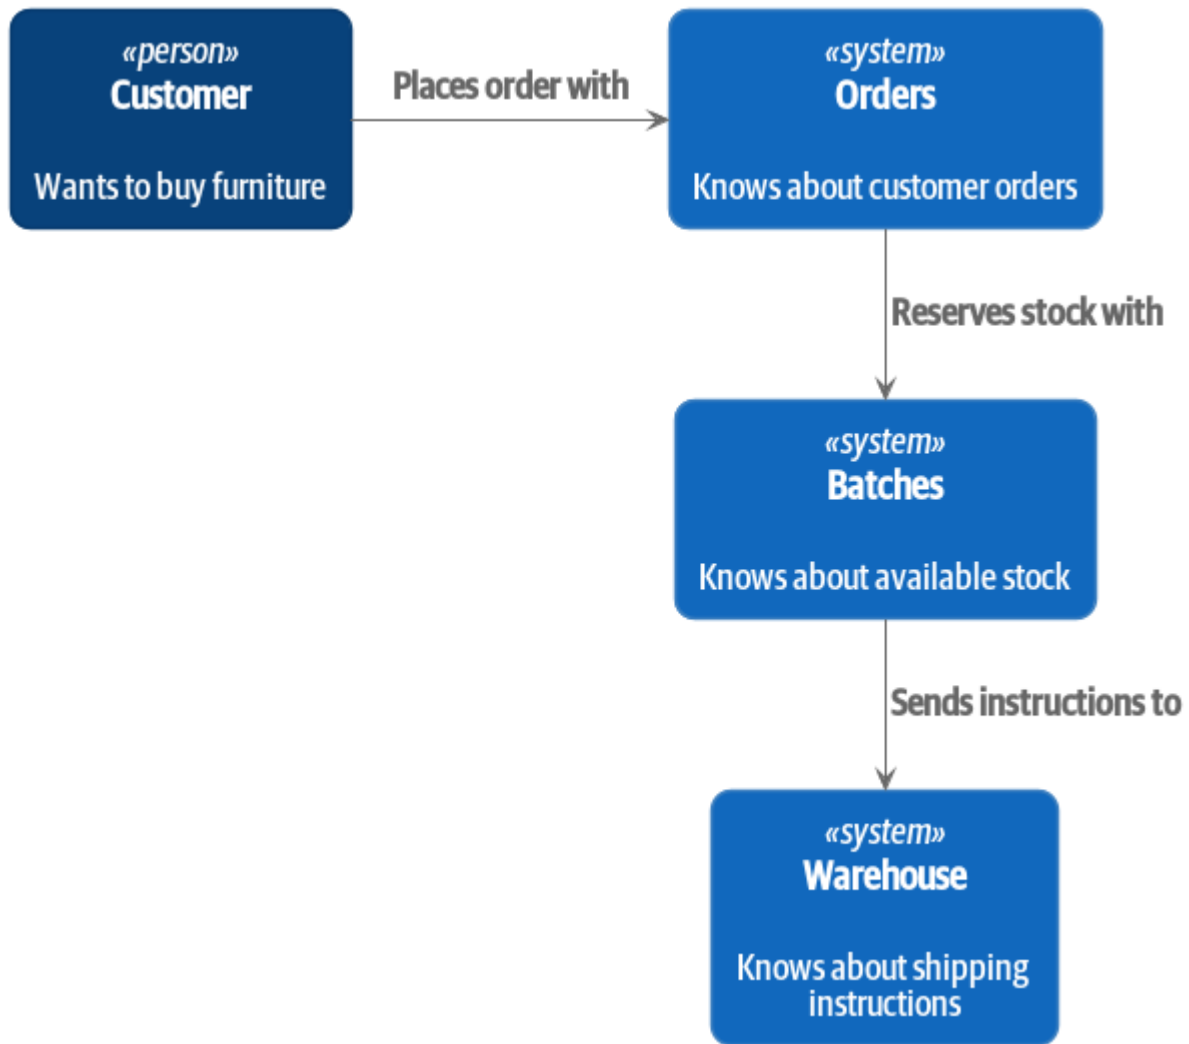 «person»
Customer
Wants to buy furniture
Places order with
«system»
Orders
Knows about customer orders
Reserves stock with
«system»
Batches
Knows about available stock
Sends instructions to
«system»
Warehouse
Knows about shipping
instructions